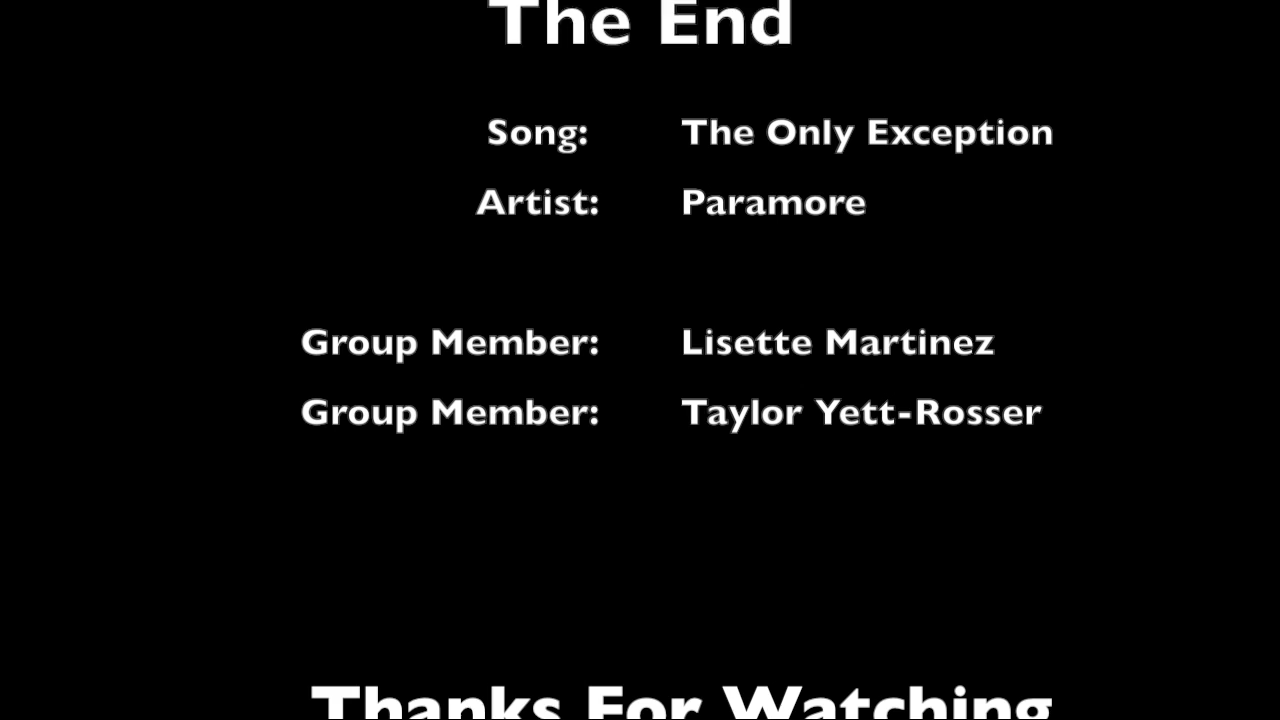 The End
Song: The Only Exception
Artist: Paramore
Group Member: Lisette Martinez
Group Member: Taylor Yett-Rosser
Thanks For Watching